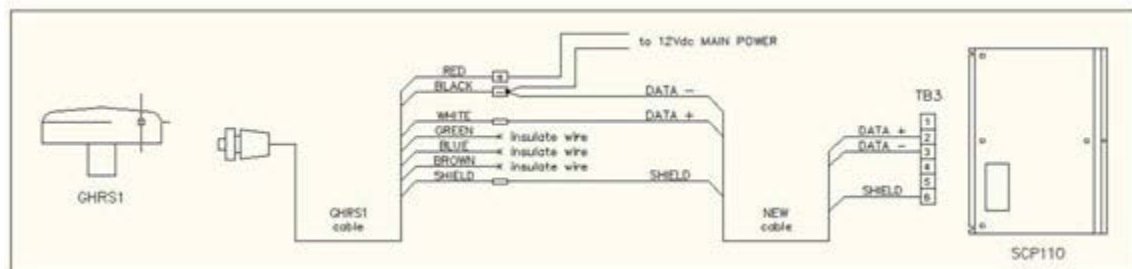 to 12Vdc MAIN POWER
RED
+
BLACK
-
DATA -
WHITE
DATA +
GREEN
insulate wire
BLUE
insulate wire
BROWN
insulate wire
SHIELD
SHIELD
GHRS1
GHRS1
cable
NEW
cable
DATA +
DATA -
SHIELD
TB3
1
2
3
4
5
6
SCP110